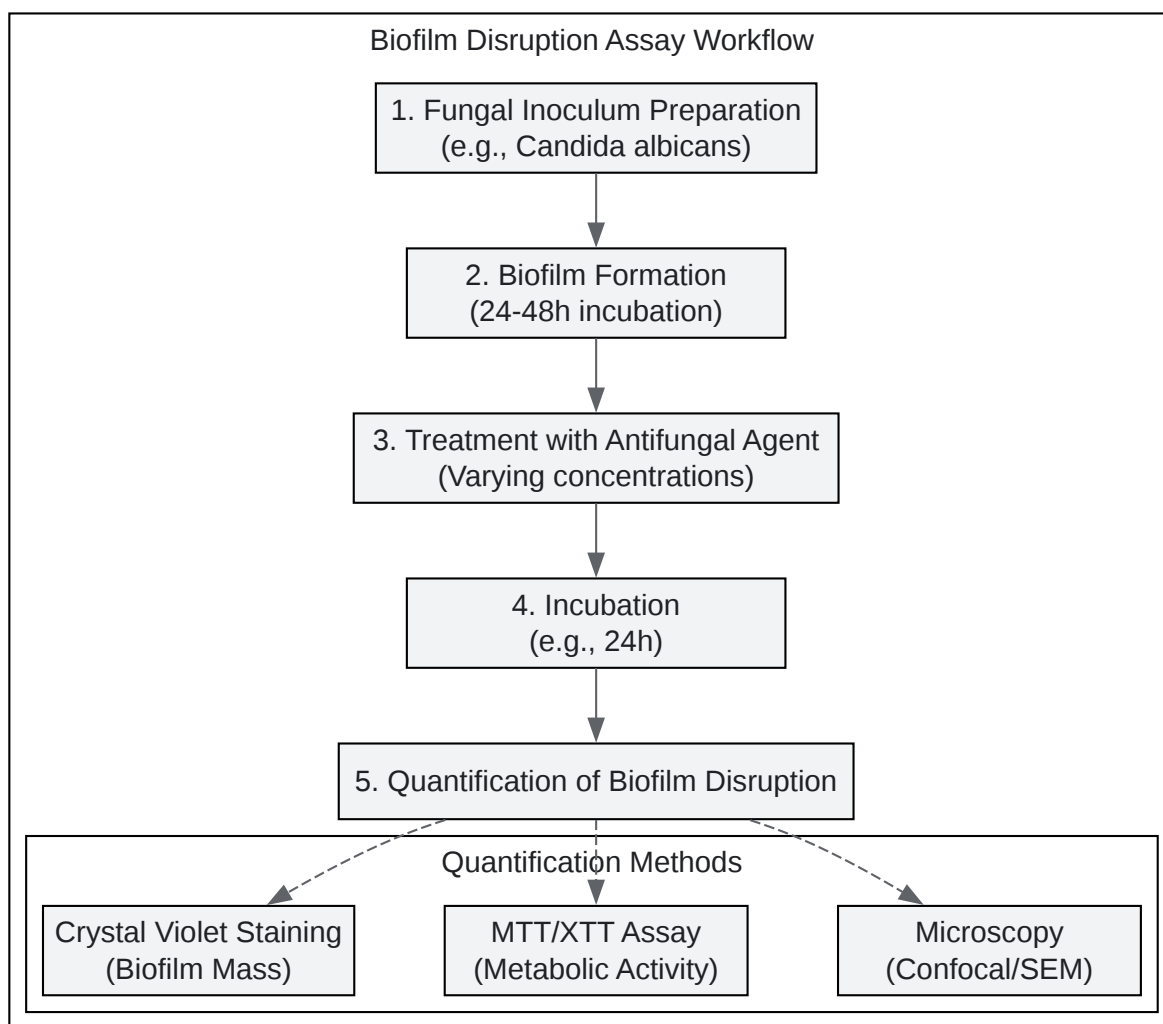 Biofilm Disruption Assay Workflow
1. Fungal Inoculum Preparation
(e.g., Candida albicans)
2. Biofilm Formation
(24-48h incubation)
3. Treatment with Antifungal Agent
(Varying concentrations)
4. Incubation
(e.g., 24h)
5. Quantification of Biofilm Disruption
Quantification Methods
Crystal Violet Staining
(Biofilm Mass)
MTT/XTT Assay
(Metabolic Activity)
Microscopy
(Confocal/SEM)